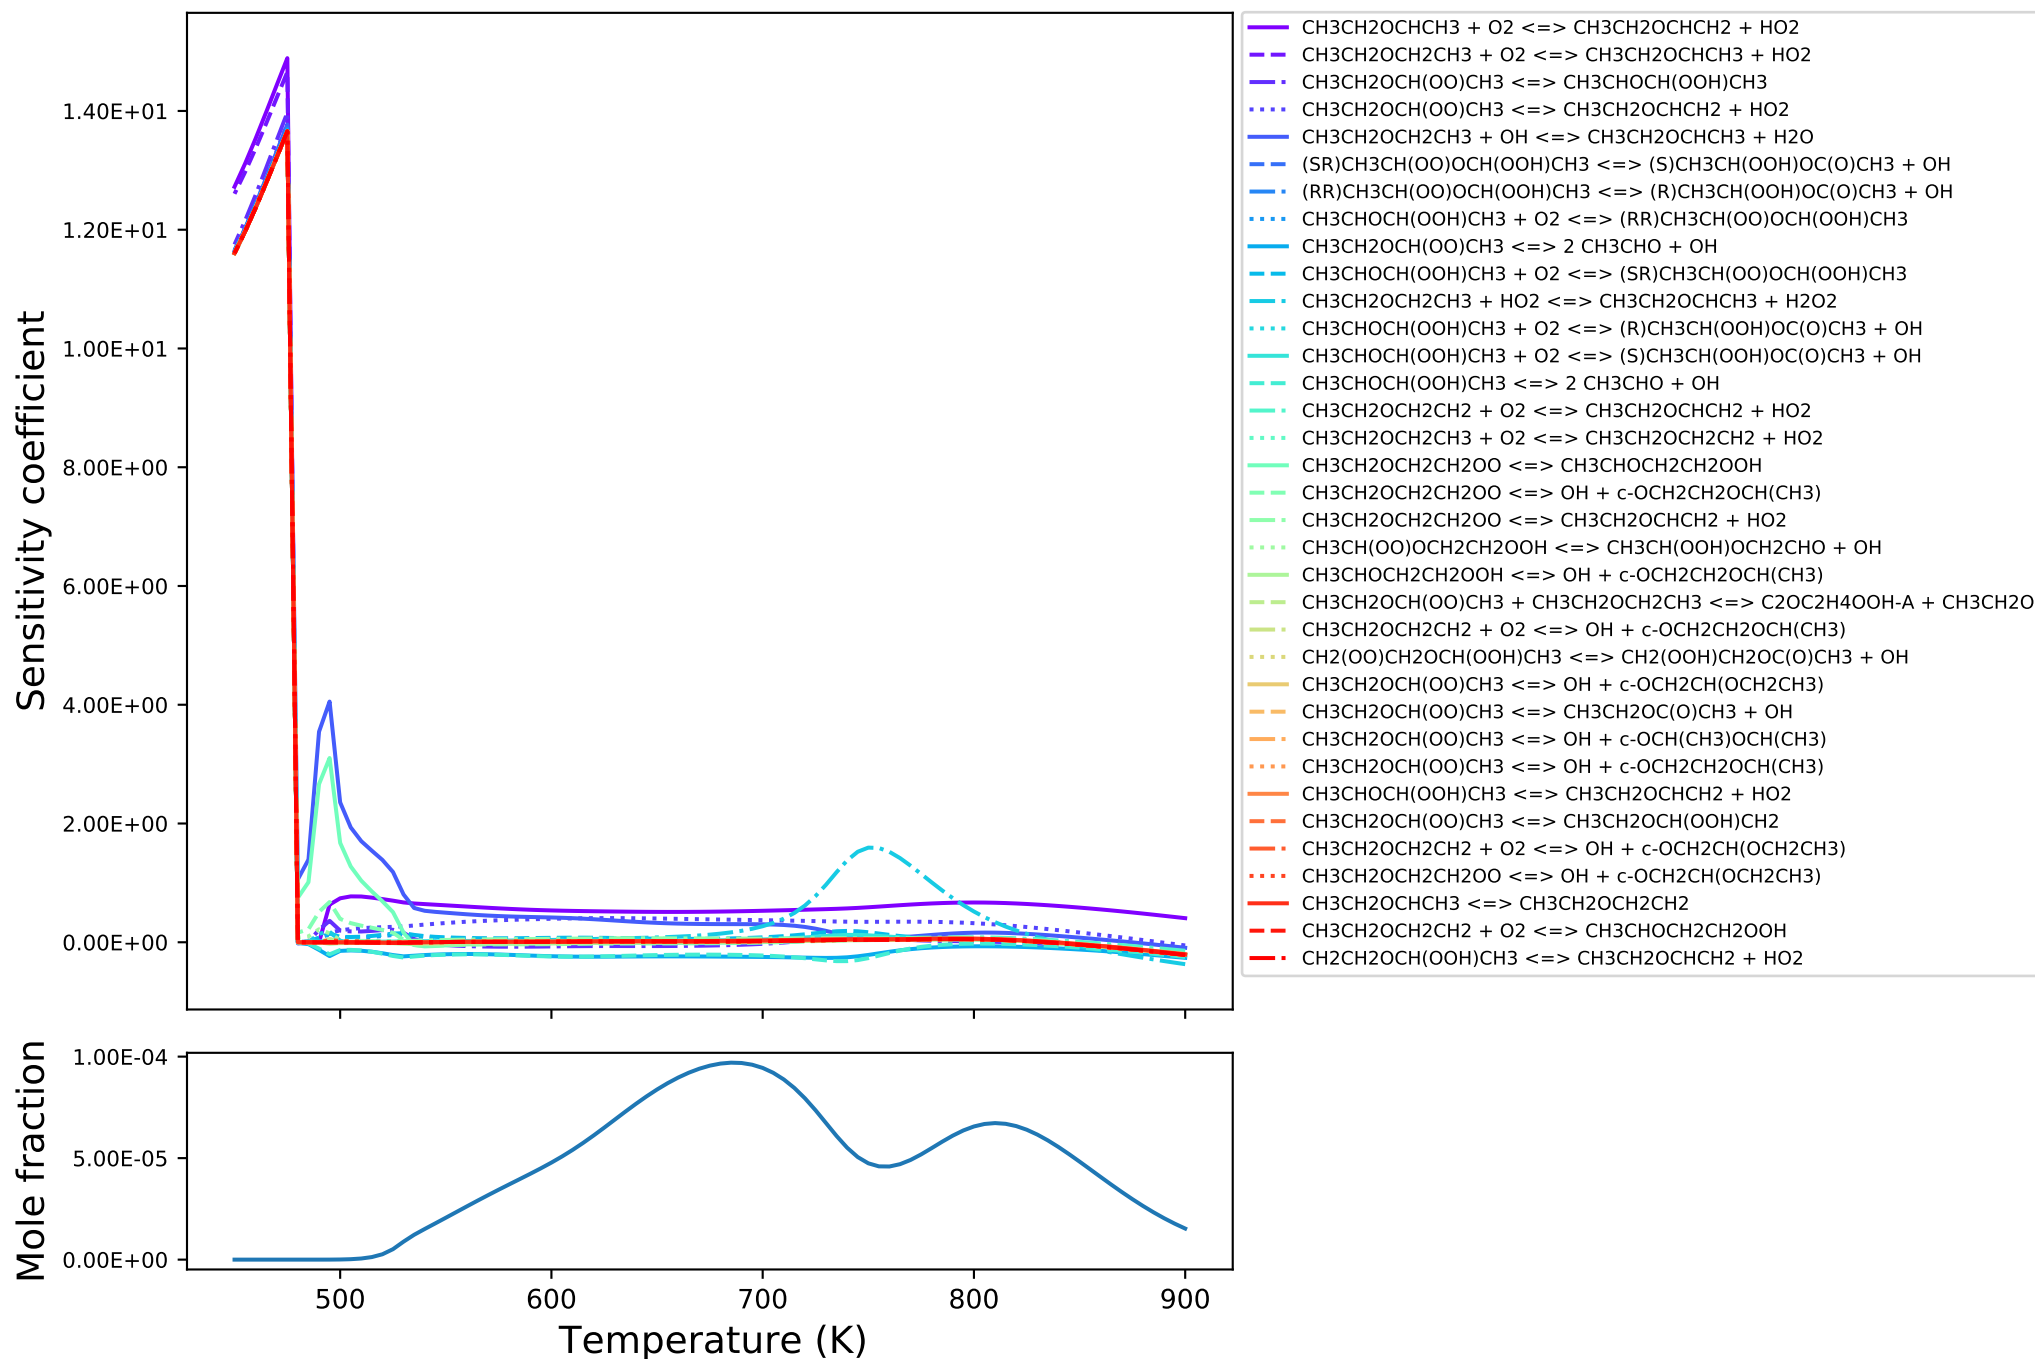 Sensitivity coefficient
1.40E+01
1.20E+01
1.00E+01
8.00E+00
6.00E+00
4.00E+00
2.00E+00
0.00E+00
CH3CH2OCHCH3 + O2 <=> CH3CH2OCHCH2 + HO2
CH3CH2OCH2CH3 + O2 <=> CH3CH2OCHCH3 + HO2
CH3CH2OCH(OO)CH3 <=> CH3CHOCH(OOH)CH3
CH3CH2OCH(OO)CH3 <=> CH3CH2OCHCH2 + HO2
CH3CH2OCH2CH3 + OH <=> CH3CH2OCHCH3 + H2O
(SR)CH3CH(OO)OCH(OOH)CH3 <=> (S)CH3CH(OOH)OC(O)CH3 + OH
(RR)CH3CH(OO)OCH(OOH)CH3 <=> (R)CH3CH(OOH)OC(O)CH3 + OH
CH3CHOCH(OOH)CH3 + O2 <=> (RR)CH3CH(OO)OCH(OOH)CH3
CH3CH2OCH(OO)CH3 <=> 2 CH3CHO + OH
CH3CHOCH(OOH)CH3 + O2 <=> (SR)CH3CH(OO)OCH(OOH)CH3
CH3CH2OCH2CH3 + HO2 <=> CH3CH2OCHCH3 + H2O2
CH3CHOCH(OOH)CH3 + O2 <=> (R)CH3CH(OOH)OC(O)CH3 + OH
CH3CHOCH(OOH)CH3 + O2 <=> (S)CH3CH(OOH)OC(O)CH3 + OH
CH3CHOCH(OOH)CH3 <=> 2 CH3CHO + OH
CH3CH2OCH2CH2 + O2 <=> CH3CH2OCHCH2 + HO2
CH3CH2OCH2CH3 + O2 <=> CH3CH2OCH2CH2 + HO2
CH3CH2OCH2CH2OO <=> CH3CHOCH2CH2OOH
CH3CH2OCH2CH2OO <=> OH + c-OCH2CH2OCH(CH3)
CH3CH2OCH2CH2OO <=> CH3CH2OCHCH2 + HO2
CH3CH(OO)OCH2CH2OOH <=> CH3CH(OOH)OCH2CHO + OH
CH3CHOCH2CH2OOH <=> OH + c-OCH2CH2OCH(CH3)
CH3CH2OCH(OO)CH3 + CH3CH2OCH2CH3 <=> C2OC2H4OOH-A + CH3CH2O
CH3CH2OCH2CH2 + O2 <=> OH + c-OCH2CH2OCH(CH3)
CH2(OO)CH2OCH(OOH)CH3 <=> CH2(OOH)CH2OC(O)CH3 + OH
CH3CH2OCH(OO)CH3 <=> OH + c-OCH2CH(OCH2CH3)
CH3CH2OCH(OO)CH3 <=> CH3CH2OC(O)CH3 + OH
CH3CH2OCH(OO)CH3 <=> OH + c-OCH(CH3)OCH(CH3)
CH3CH2OCH(OO)CH3 <=> OH + c-OCH2CH2OCH(CH3)
CH3CHOCH(OOH)CH3 <=> CH3CH2OCHCH2 + HO2
CH3CH2OCH(OO)CH3 <=> CH3CH2OCH(OOH)CH2
CH3CH2OCH2CH2 + O2 <=> OH + c-OCH2CH(OCH2CH3)
CH3CH2OCH2CH2OO <=> OH + c-OCH2CH(OCH2CH3)
CH3CH2OCHCH3 <=> CH3CH2OCH2CH2
CH3CH2OCH2CH2 + O2 <=> CH3CHOCH2CH2OOH
CH2CH2OCH(OOH)CH3 <=> CH3CH2OCHCH2 + HO2
Mole fraction
1.00E-04
5.00E-05
0.00E+00
500 600 700 800 900
Temperature (K)